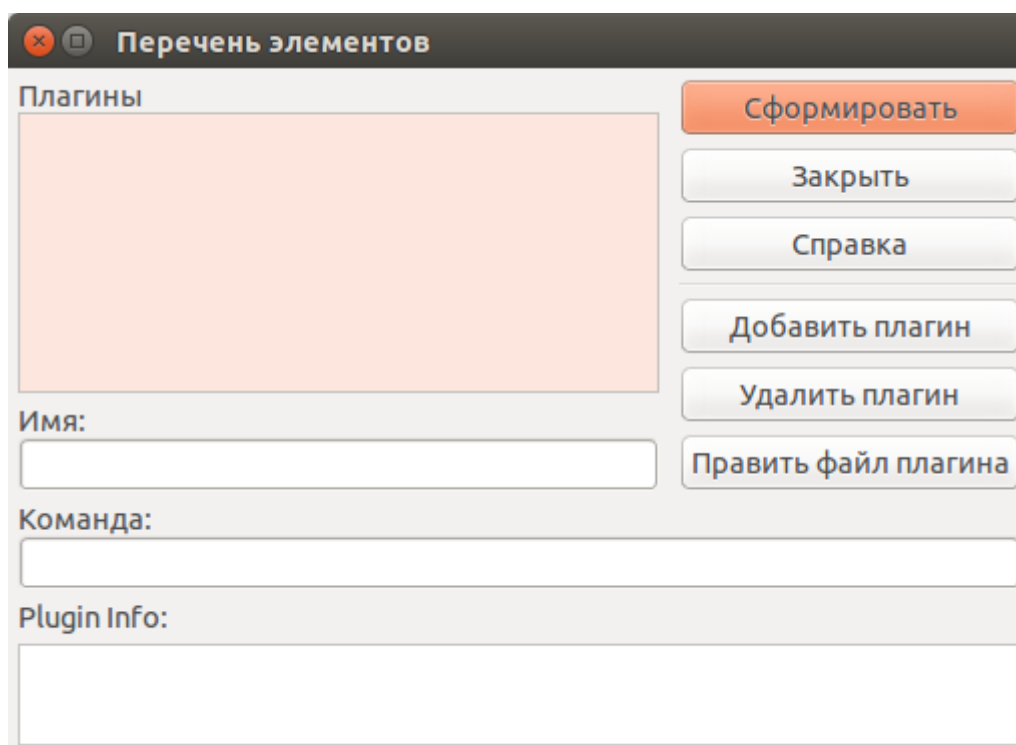 Перечень элементов
Плагины
Сформировать
Закрыть
Справка
Добавить плагин
Удалить плагин
Имя:
Править файл плагина
Команда:
Plugin Info: